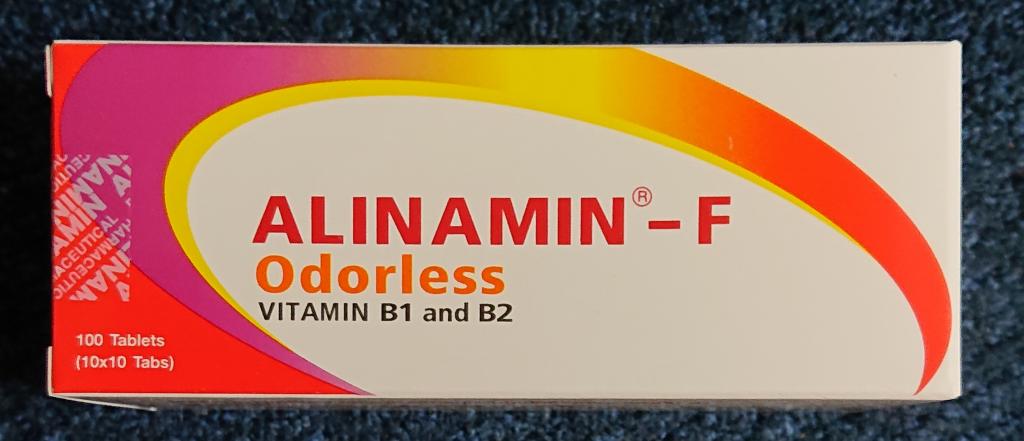 ALINAMIN®-F
Odorless
VITAMIN B1 and B2
100 Tablets
(10x10 Tabs)